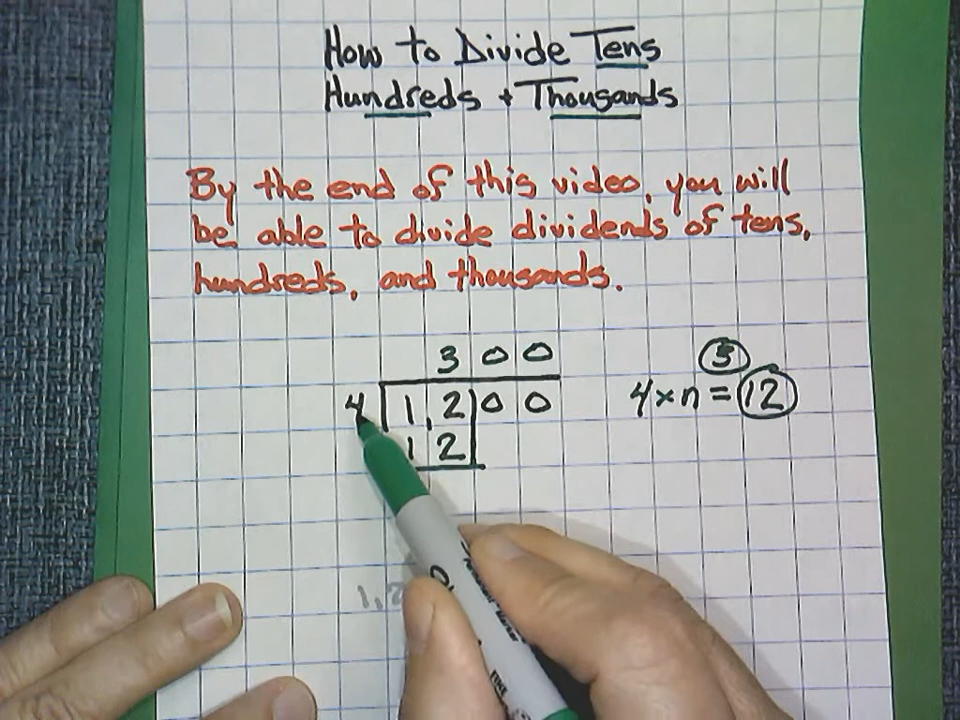 How to Divide Tens
Hundreds + Thousands
By the end of this video, you will
be able to divide dividends of tens,
hundreds, and thousands.
3 0 0
4 1,2 0 0
1 2
3
4 × n = 12